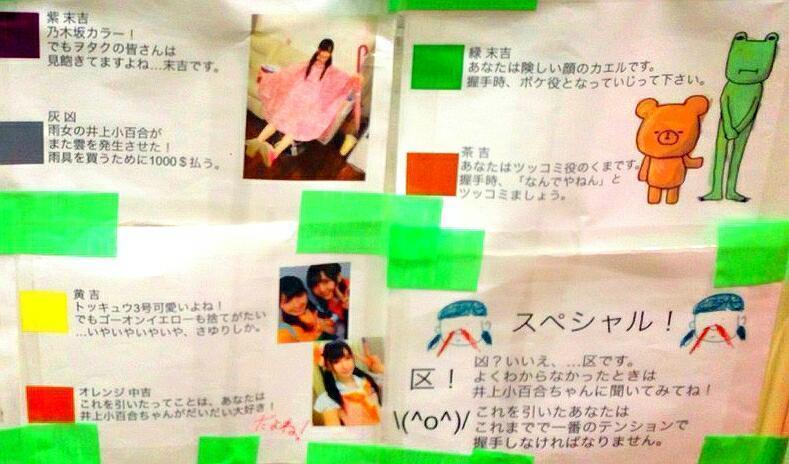 紫 末吉
乃木坂カラー！
でもヲタクの皆さんは
見飽きてますよね…末吉です。
灰 凶
雨女の井上小百合が
また雲を発生させた！
雨具を買うために1000＄払う。
緑 末吉
あなたは険しい顔のカエルです。
握手時、ボケ役となっていじって下さい。
茶 吉
あなたはツッコミ役のくまです。
握手時、「なんでやねん」と
ツッコミましょう。
黄 吉
トッキュウ3号可愛いよね！
でもゴーオンイエローも捨てがたい
…いやいやいやいや、さゆりしか。
オレンジ 中吉
これを引いたってことは、あなたは
井上小百合ちゃんがだいだい大好き！
だよね！
スペシャル！
区！
凶？いいえ、…区です。
よくわからなかったときは
井上小百合ちゃんに聞いてみてね！
\(^o^)/
これを引いたあなたは
これまでで一番のテンションで
握手しなければなりません。